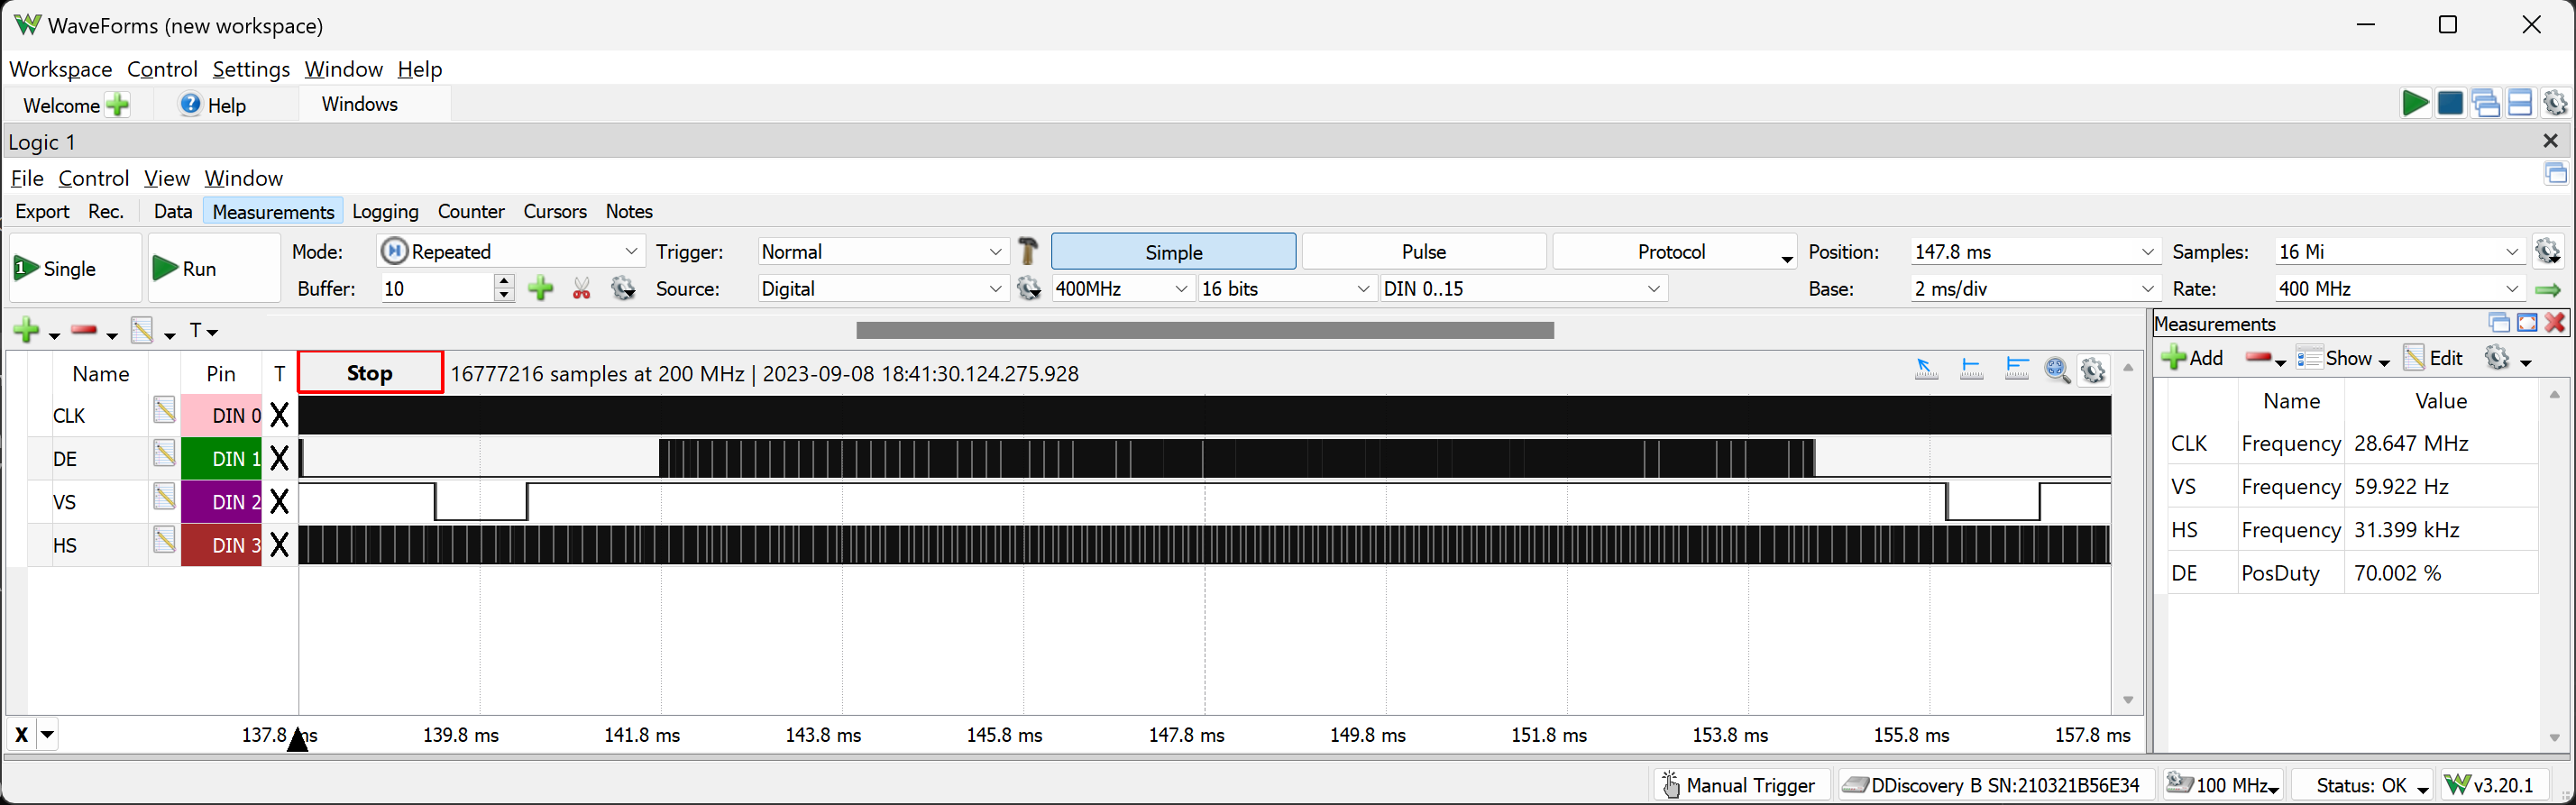 WaveForms (new workspace)
Workspace Control Settings Window Help
Welcome Help Windows
Logic 1
File Control View Window
Export Rec. Data Measurements Logging Counter Cursors Notes
1 Single Run Mode: Repeated Trigger: Normal Simple Pulse Protocol Position: 147.8 ms Samples: 16 Mi
Buffer: 10 Source: Digital 400MHz 16 bits DIN 0..15 Base: 2 ms/div Rate: 400 MHz
T
Measurements
Name Pin T Stop 16777216 samples at 200 MHz | 2023-09-08 18:41:30.124.275.928
Add Show Edit
Name Value
CLK DIN 0 X
CLK Frequency 28.647 MHz
DE DIN 1 X
VS Frequency 59.922 Hz
VS DIN 2 X
HS Frequency 31.399 kHz
HS DIN 3 X
DE PosDuty 70.002 %
X 137.8 ms 139.8 ms 141.8 ms 143.8 ms 145.8 ms 147.8 ms 149.8 ms 151.8 ms 153.8 ms 155.8 ms 157.8 ms
Manual Trigger DDiscovery B SN:210321B56E34 100 MHz Status: OK v3.20.1